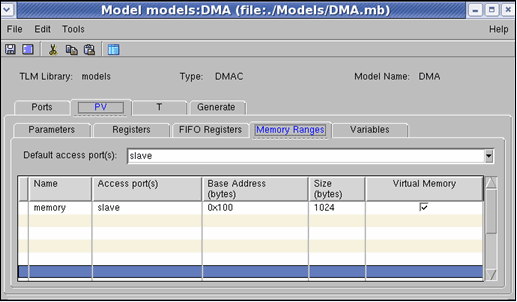 Model models:DMA (file:./Models/DMA.mb)
File Edit Tools Help
TLM Library: models Type: DMAC Model Name: DMA
Ports PV T Generate
Parameters Registers FIFO Registers Memory Ranges Variables
Default access port(s): slave
Name Access port(s) Base Address (bytes) Size (bytes) Virtual Memory
memory slave 0x100 1024